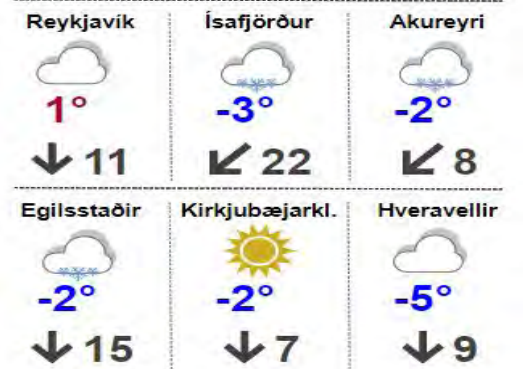 Reykjavík Ísafjörður Akureyri
1° -3° -2°
11 22 8
Egilsstaðir Kirkjubæjarkl. Hveravellir
-2° -2° -5°
15 7 9